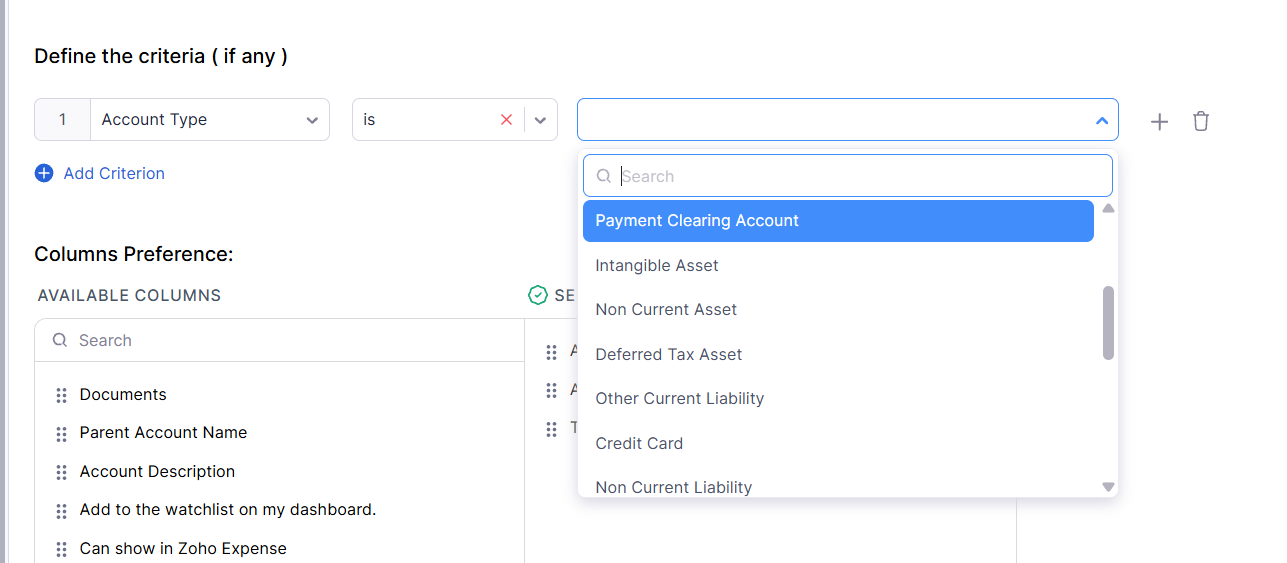 Define the criteria ( if any )
1 Account Type is
Add Criterion
Search
Payment Clearing Account
Intangible Asset
Non Current Asset
Deferred Tax Asset
Other Current Liability
Credit Card
Non Current Liability
Columns Preference:
AVAILABLE COLUMNS
Search
Documents
Parent Account Name
Account Description
Add to the watchlist on my dashboard.
Can show in Zoho Expense